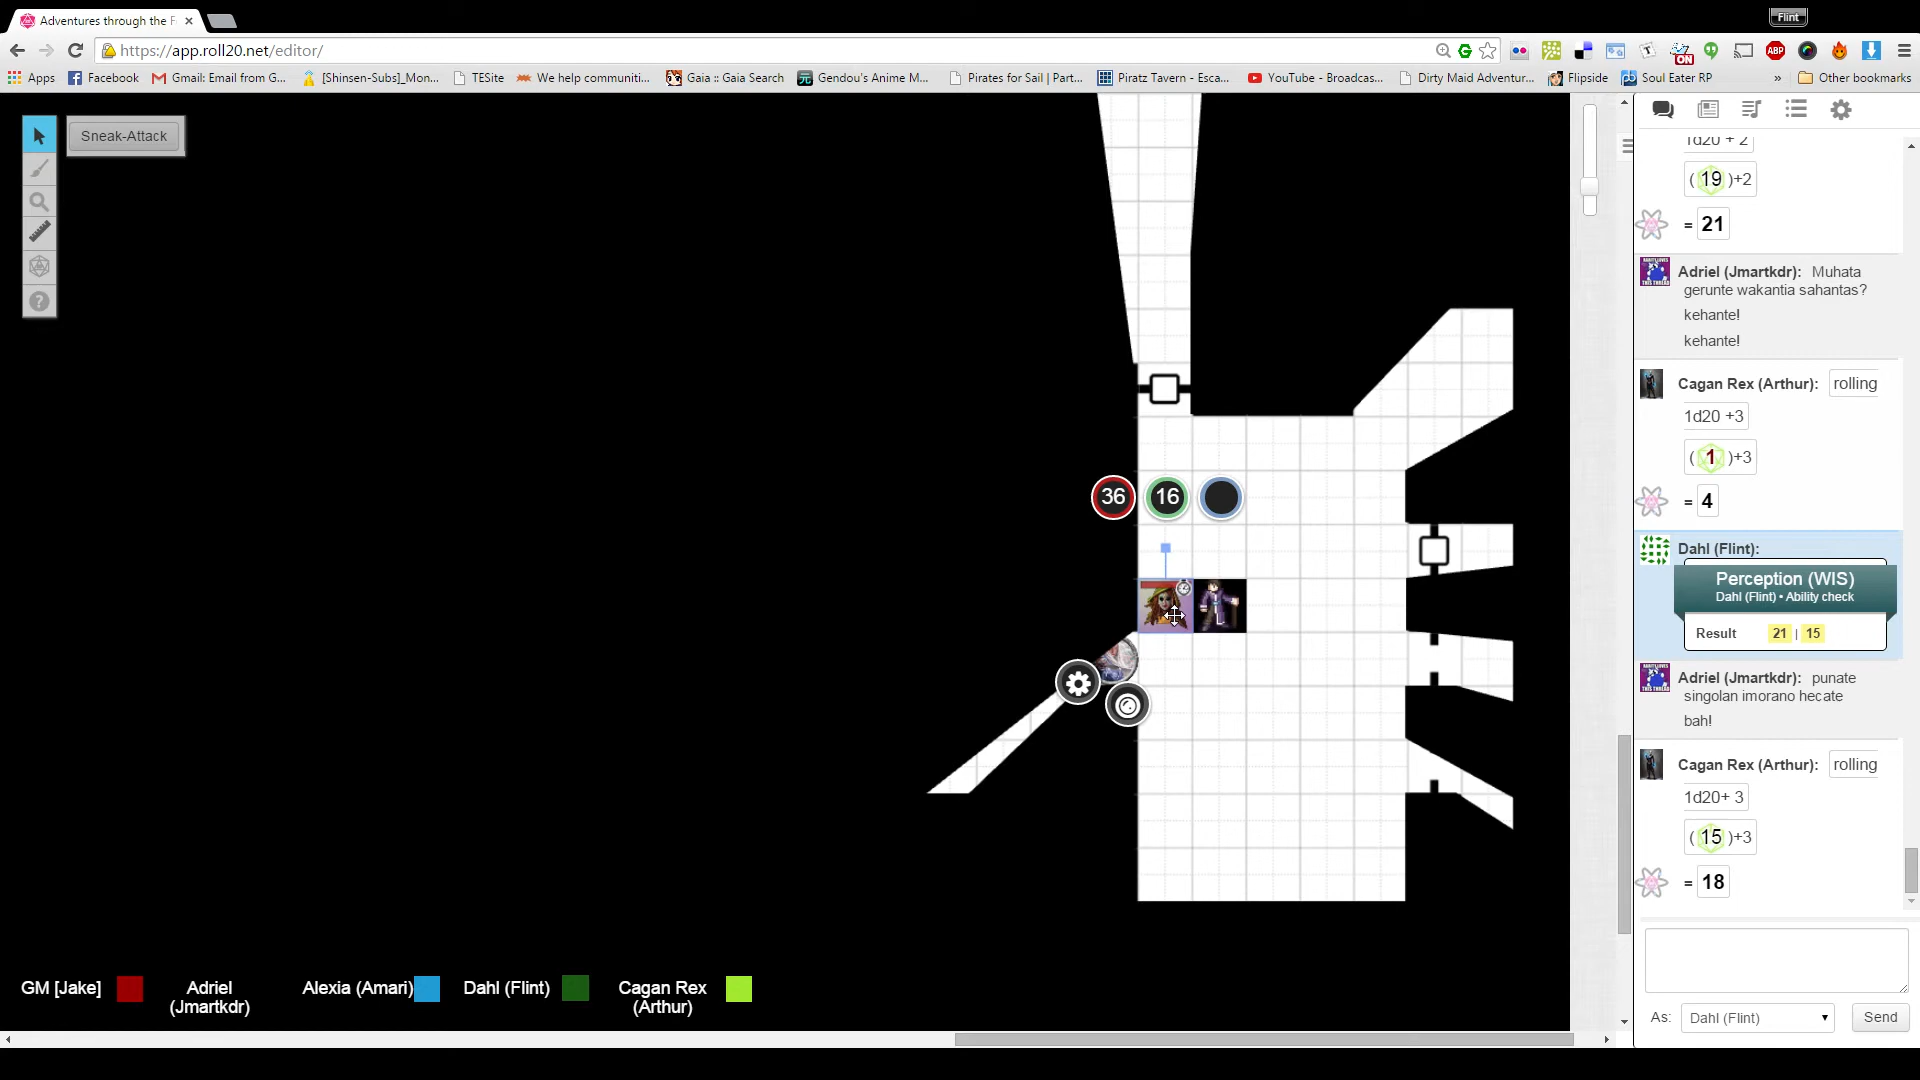 Adventures through the F
Flint
https://app.roll20.net/editor/
Apps
Facebook
Gmail: Email from G...
[Shinsen-Subs]_Mon...
TESite
We help communiti...
Gaia :: Gaia Search
Gendou's Anime M...
Pirates for Sail | Part...
Piratz Tavern - Esca...
YouTube - Broadcas...
Dirty Maid Adventur...
Flipside
Soul Eater RP
»
Other bookmarks
ABP
ON
Sneak-Attack
36
16
GM [Jake]
Adriel
(Jmartkdr)
Alexia (Amari)
Dahl (Flint)
Cagan Rex
(Arthur)
1d20 + 2
(19)+2
= 21
Adriel (Jmartkdr): Muhata
gerunte wakantia sahantas?
kehante!
kehante!
Cagan Rex (Arthur): rolling
1d20 +3
(1)+3
= 4
Dahl (Flint):
Perception (WIS)
Dahl (Flint) • Ability check
Result 21 | 15
Adriel (Jmartkdr): punate
singolan imorano hecate
bah!
Cagan Rex (Arthur): rolling
1d20+ 3
(15)+3
= 18
As: Dahl (Flint)
Send